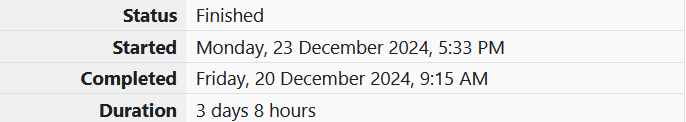 Status Finished
Started Monday, 23 December 2024, 5:33 PM
Completed Friday, 20 December 2024, 9:15 AM
Duration 3 days 8 hours